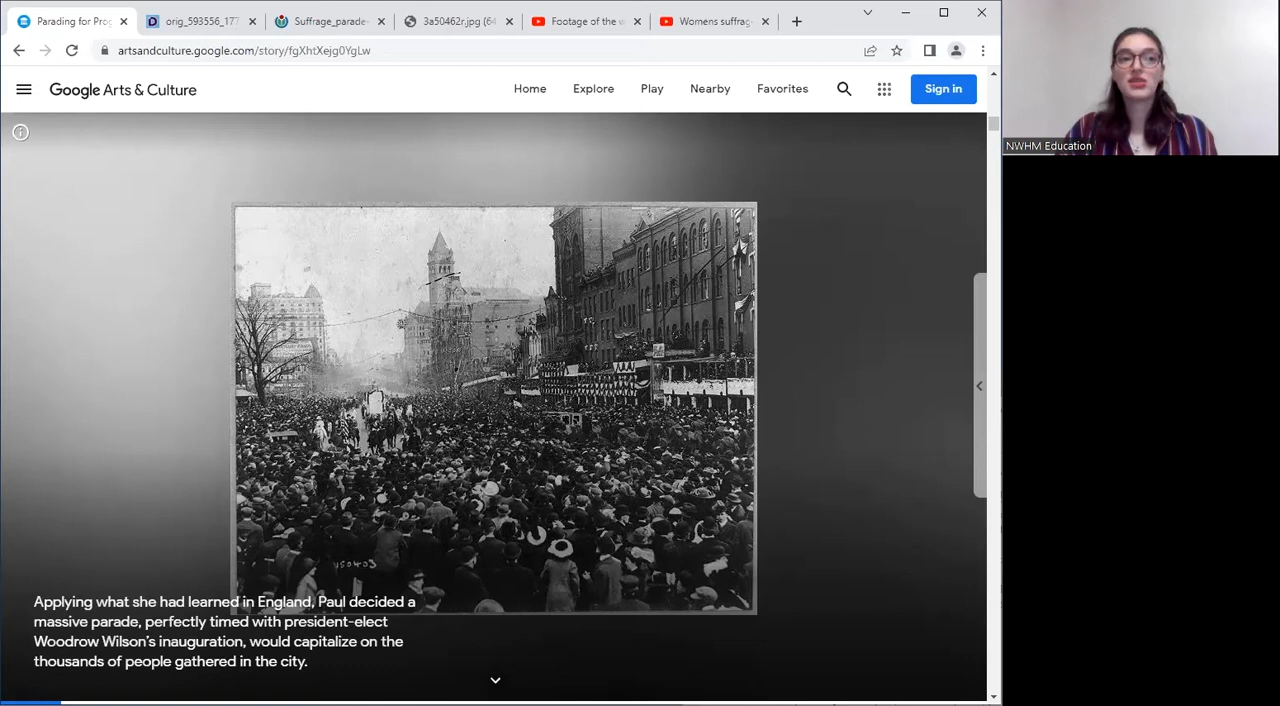 Parading for Prog
orig_593556_177
Suffrage_parade-
3a50462r.jpg (64
Footage of the w
Womens suffrag
artsandculture.google.com/story/fgXhtXejg0YgLw
Google Arts & Culture
Home
Explore
Play
Nearby
Favorites
Sign in
NWHM Education
150403
Applying what she had learned in England, Paul decided a
massive parade, perfectly timed with president-elect
Woodrow Wilson's inauguration, would capitalize on the
thousands of people gathered in the city.